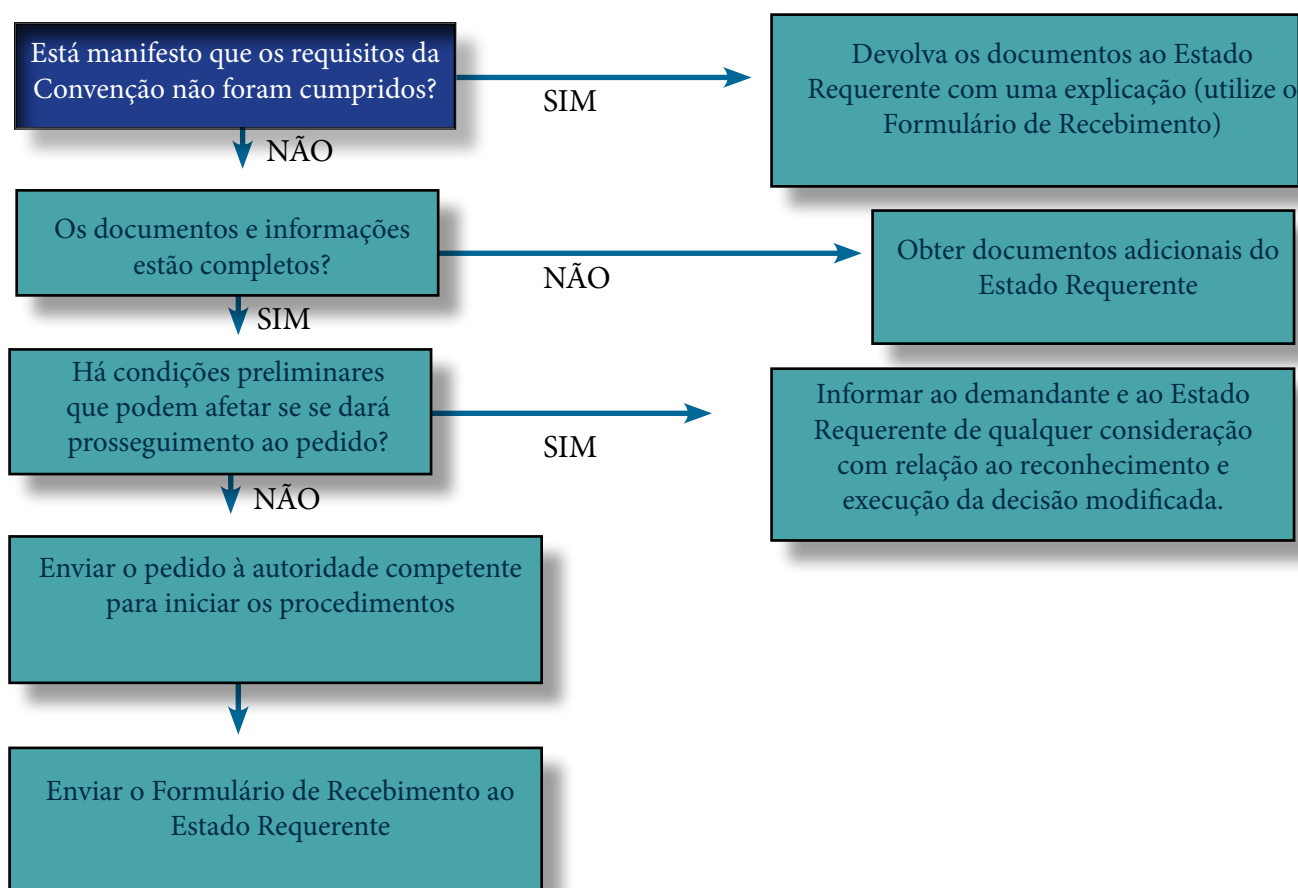 Está manifesto que os requisitos da
Convenção não foram cumpridos?
SIM
Devolva os documentos ao Estado
Requerente com uma explicação (utilize o
Formulário de Recebimento)
NÃO
Os documentos e informações
estão completos?
NÃO
Obter documentos adicionais do
Estado Requerente
SIM
Há condições preliminares
que podem afetar se se dará
prosseguimento ao pedido?
SIM
Informar ao demandante e ao Estado
Requerente de qualquer consideração
com relação ao reconhecimento e
execução da decisão modificada.
NÃO
Enviar o pedido à autoridade competente
para iniciar os procedimentos
Enviar o Formulário de Recebimento ao
Estado Requerente